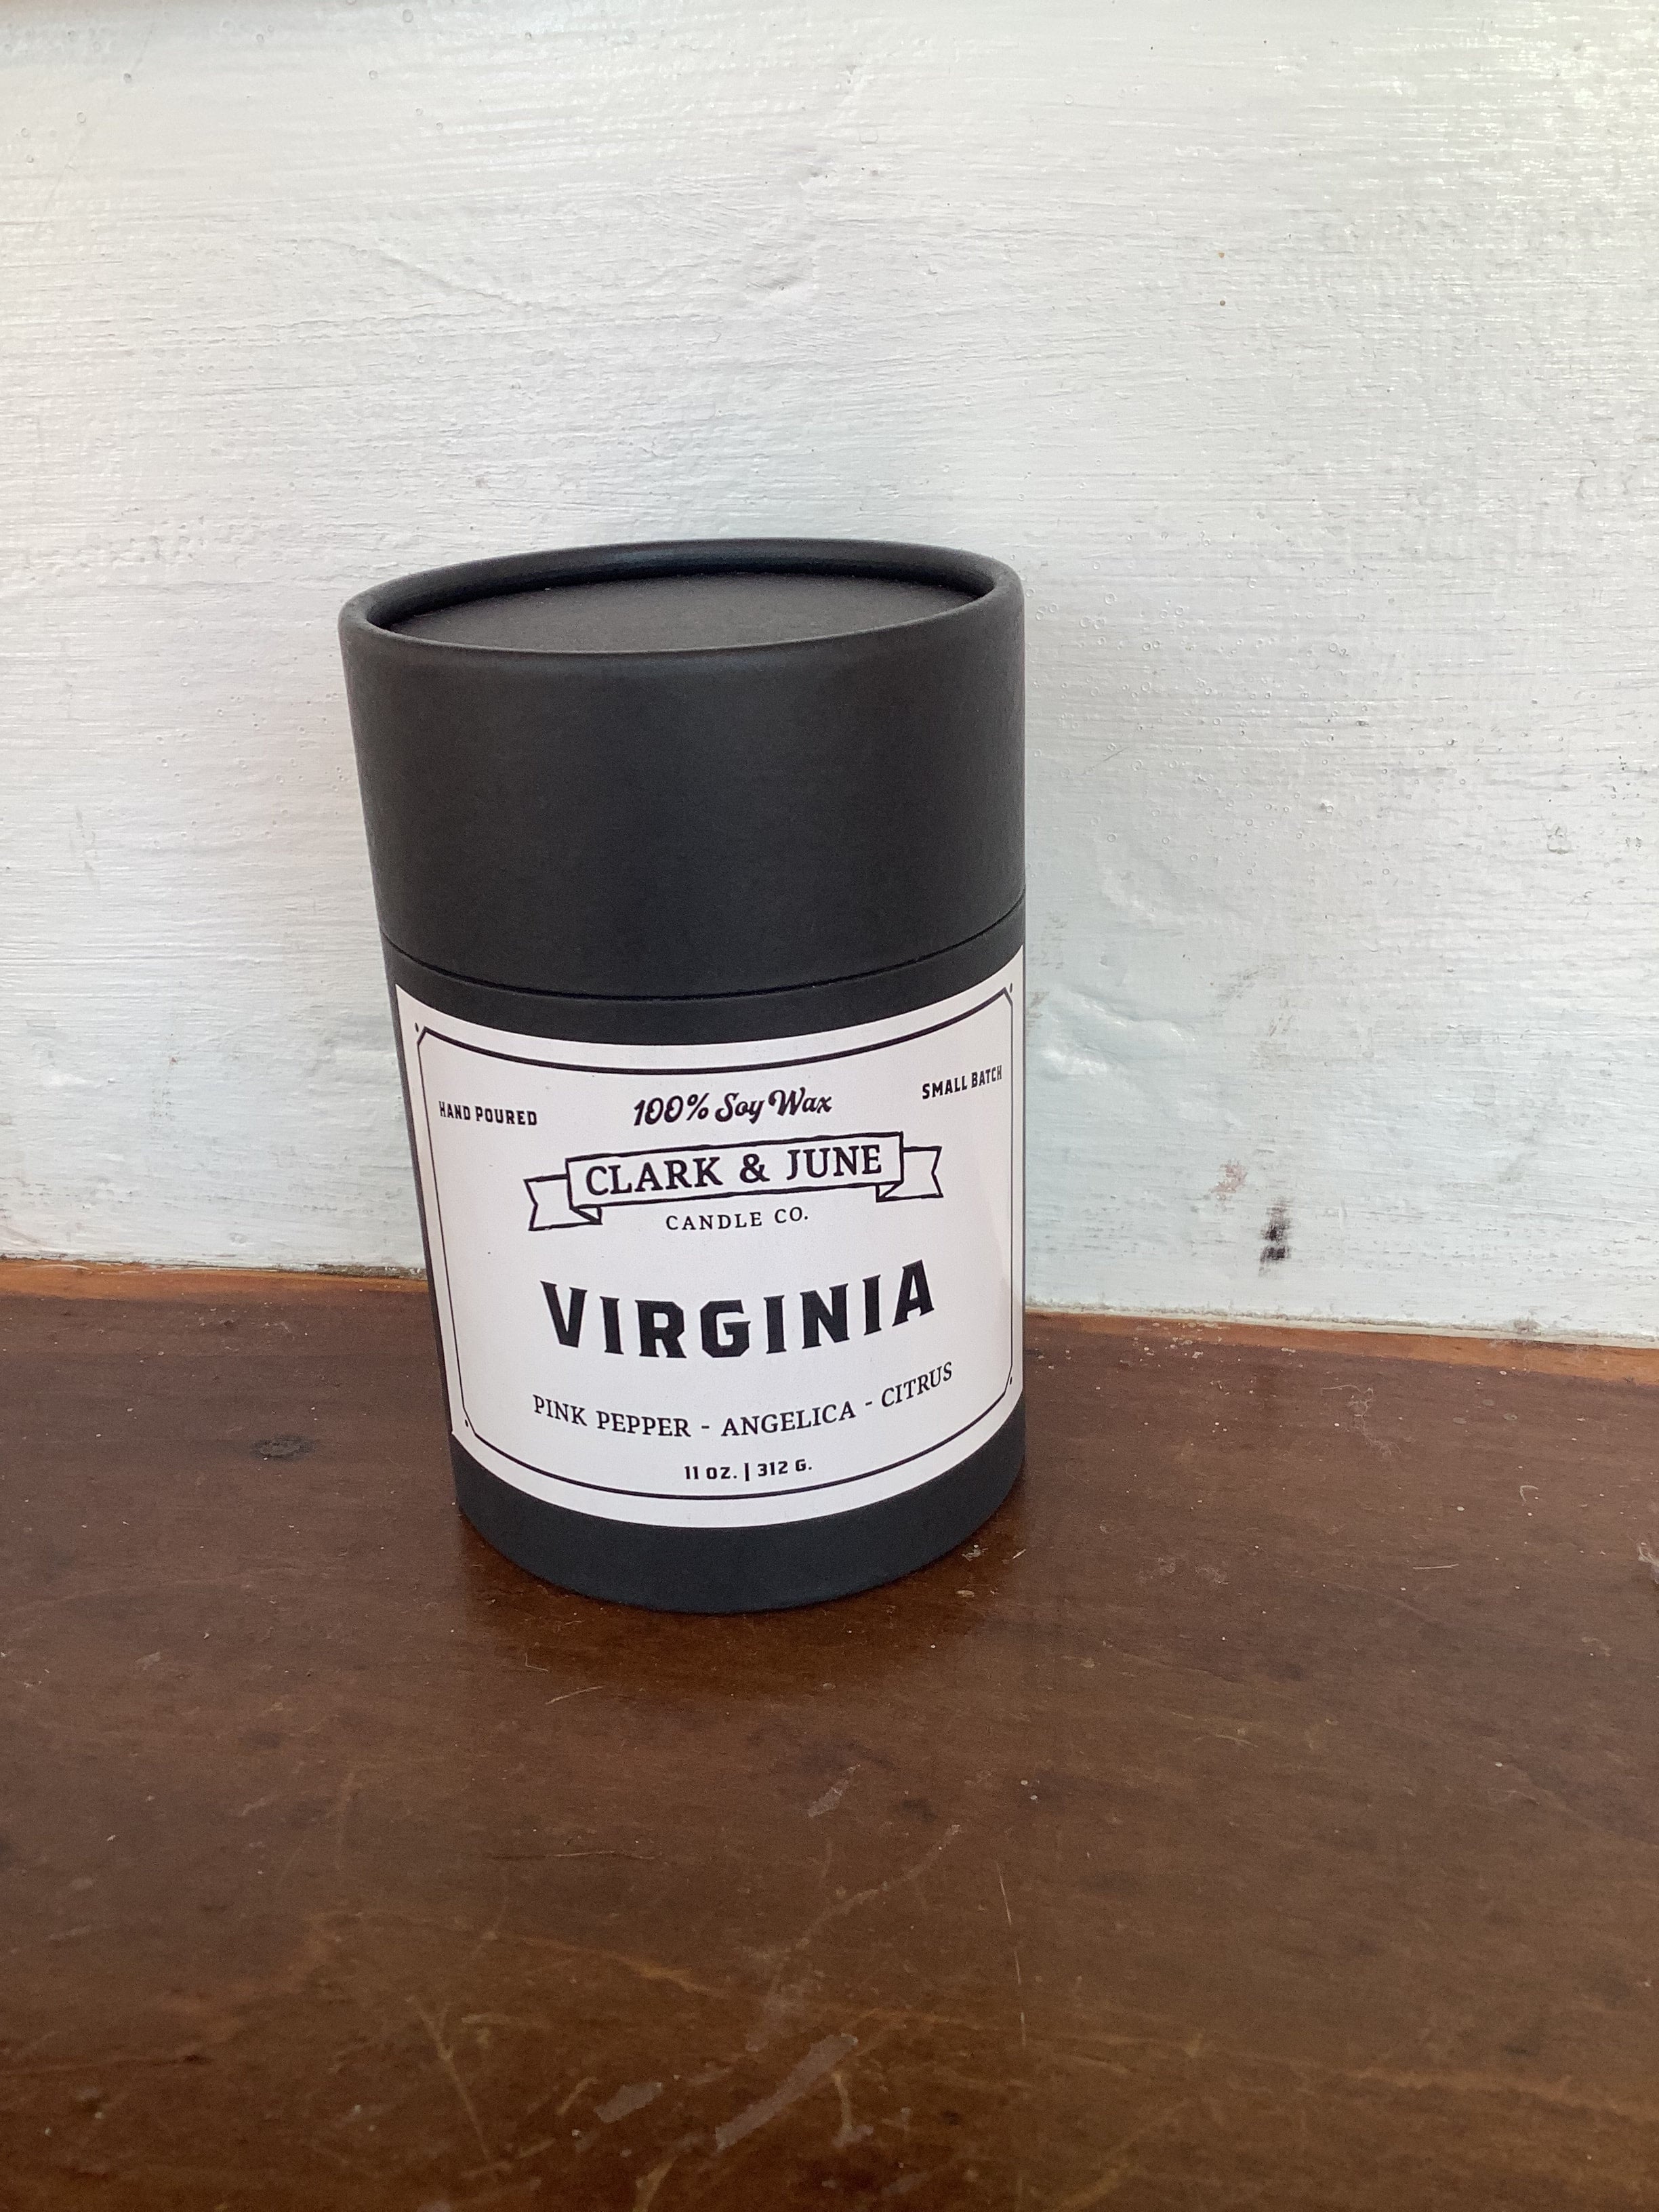 HAND POURED
100% Soy Wax
SMALL BATCH
CLARK & JUNE
CANDLE CO.
VIRGINIA
PINK PEPPER - ANGELICA - CITRUS
11 OZ. | 312 G.